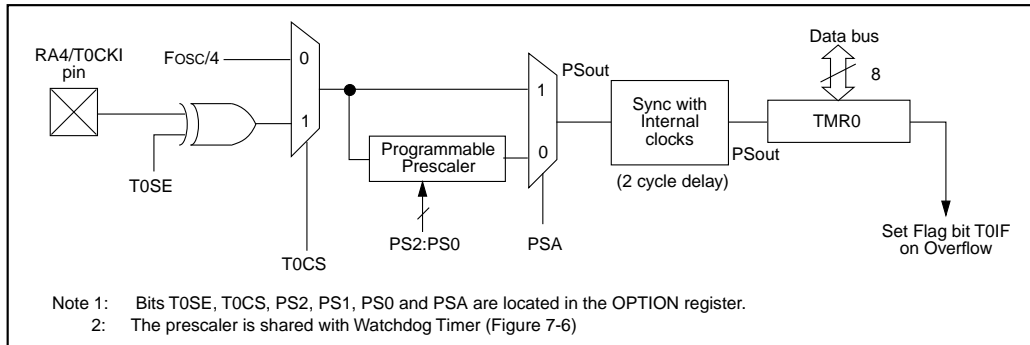 RA4/T0CKI
pin
FOSC/4
0
1
T0SE
T0CS
Programmable
Prescaler
PS2:PS0
1
0
PSA
PSout
Sync with
Internal
clocks
(2 cycle delay)
PSout
Data bus
8
TMR0
Set Flag bit T0IF
on Overflow
Note 1: Bits T0SE, T0CS, PS2, PS1, PS0 and PSA are located in the OPTION register.
2: The prescaler is shared with Watchdog Timer (Figure 7-6)